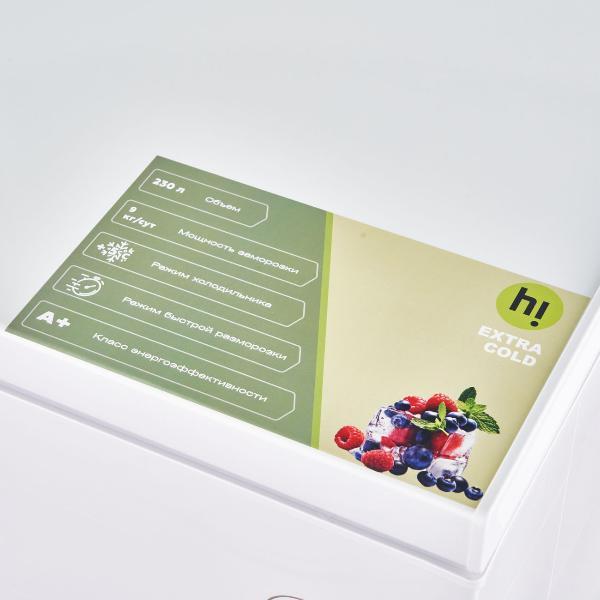 230 л
Объем
9
кг/сут
Мощность заморозки
Режим холодильника
Режим быстрой разморозки
A+
Класс энергоэффективности
h!
EXTRA
COLD